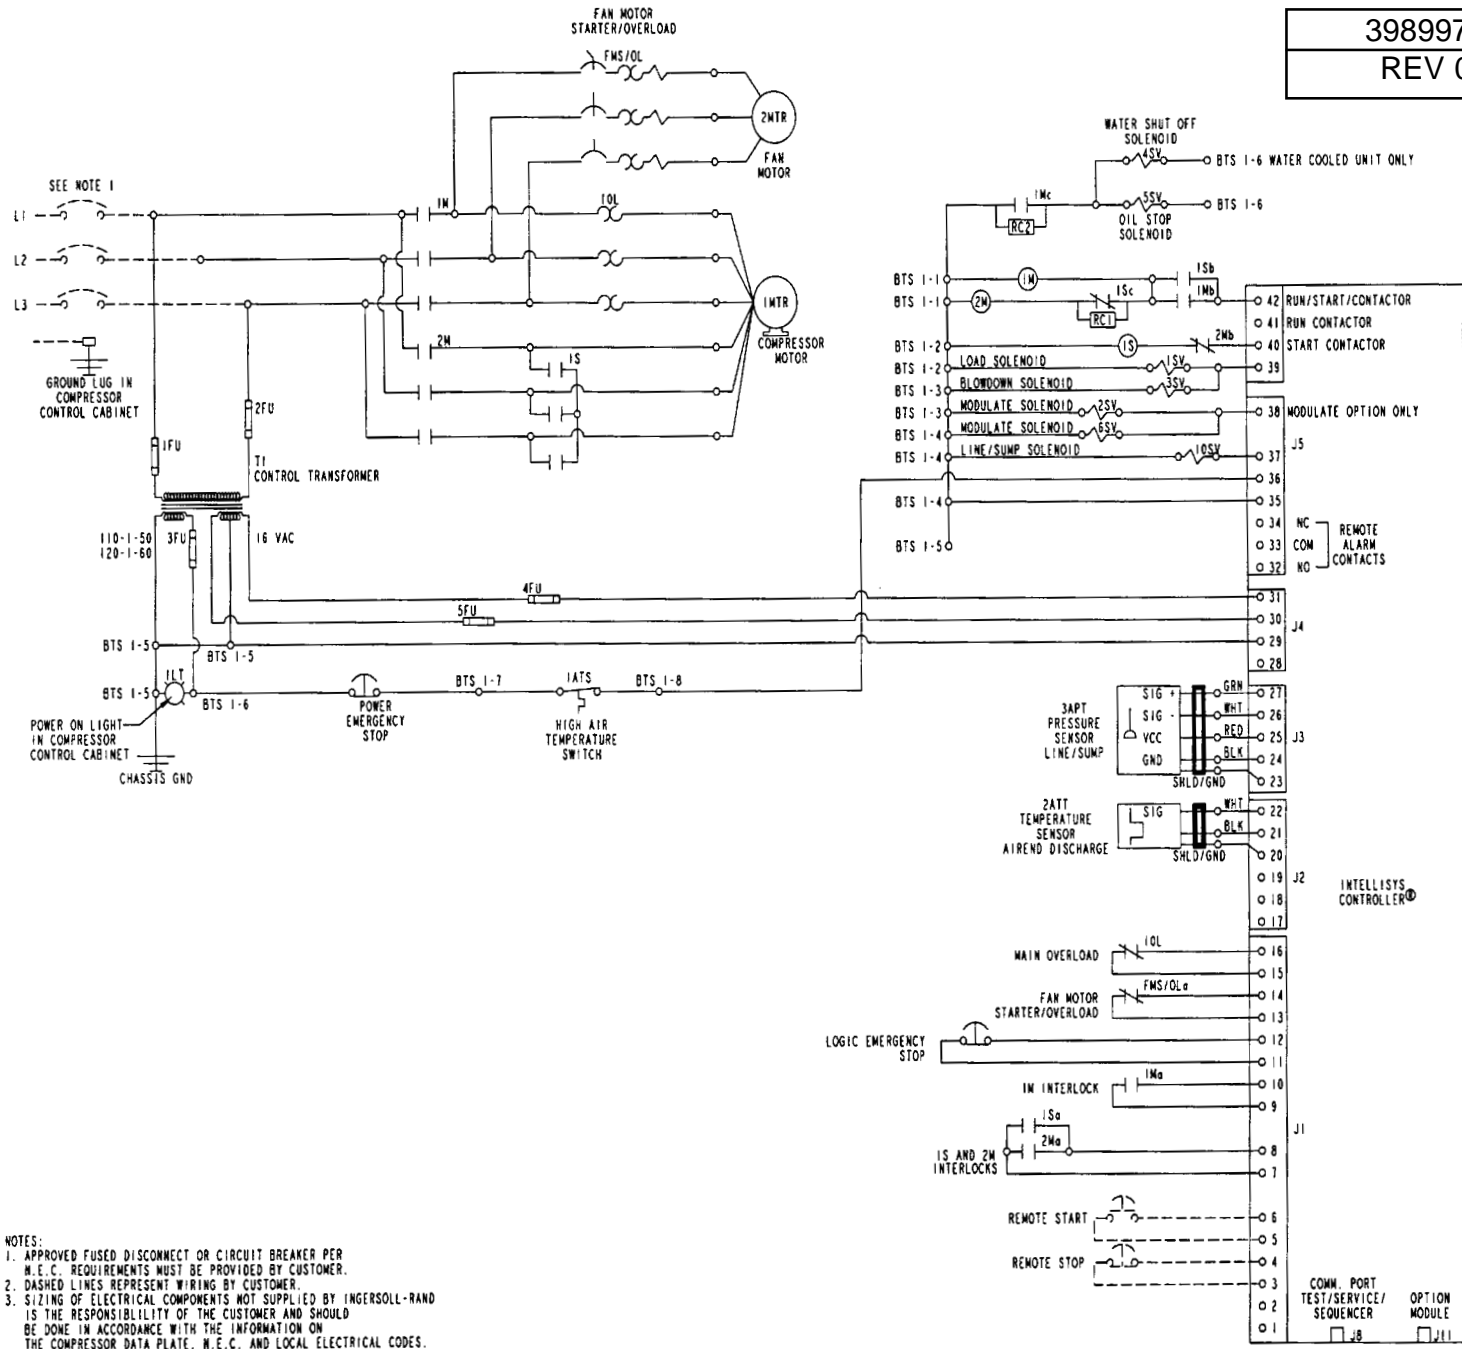 398997
REV 0
FAN MOTOR
STARTER/OVERLOAD
FMS/OL
2MTR
FAN
MOTOR
SEE NOTE 1
L1
L2
L3
1M
1OL
1MTR
COMPRESSOR
MOTOR
2M
1S
GROUND LUG IN
COMPRESSOR
CONTROL CABINET
1FU
2FU
T1
CONTROL TRANSFORMER
110-1-50
120-1-60
3FU
16 VAC
4FU
5FU
BTS 1-5
BTS 1-5
BTS 1-5
1LT
BTS 1-6
POWER ON LIGHT
IN COMPRESSOR
CONTROL CABINET
CHASSIS GND
POWER
EMERGENCY
STOP
BTS 1-7
1ATS
HIGH AIR
TEMPERATURE
SWITCH
BTS 1-8
WATER SHUT OFF
SOLENOID
4SV
BTS 1-6 WATER COOLED UNIT ONLY
1Mc
RC2
5SV
BTS 1-6
OIL STOP
SOLENOID
BTS 1-1
1M
1Sb
BTS 1-1
2M
1Sc
RC1
1Mb
42 RUN/START/CONTACTOR
41 RUN CONTACTOR
BTS 1-2
1S
2Mb
40 START CONTACTOR
BTS 1-2
LOAD SOLENOID
1SV
39
BTS 1-3
BLOWDOWN SOLENOID
3SV
BTS 1-3
MODULATE SOLENOID
2SV
38 MODULATE OPTION ONLY
BTS 1-4
MODULATE SOLENOID
6SV
J5
BTS 1-4
LINE/SUMP SOLENOID
10SV
37
36
BTS 1-4
35
34 NC
BTS 1-5
33 COM
32 NO
REMOTE
ALARM
CONTACTS
31
30
29
28
J4
3APT
PRESSURE
SENSOR
LINE/SUMP
SIG +
GRN
27
SIG -
WHT
26
VCC
RED
25
GND
BLK
24
SHLD/GND
23
J3
2ATT
TEMPERATURE
SENSOR
AIREND DISCHARGE
SIG
WHT
22
BLK
21
SHLD/GND
20
19
18
17
J2
INTELLISYS
CONTROLLER®
MAIN OVERLOAD
1OL
16
15
FAN MOTOR
STARTER/OVERLOAD
FMS/OLa
14
13
LOGIC EMERGENCY
STOP
12
11
1M INTERLOCK
1Ma
10
9
J1
1S AND 2M
INTERLOCKS
1Sa
2Ma
8
7
REMOTE START
6
5
REMOTE STOP
4
3
2
1
COMM. PORT
TEST/SERVICE/
SEQUENCER
J8
OPTION
MODULE
J11
NOTES:
1. APPROVED FUSED DISCONNECT OR CIRCUIT BREAKER PER
N.E.C. REQUIREMENTS MUST BE PROVIDED BY CUSTOMER.
2. DASHED LINES REPRESENT WIRING BY CUSTOMER.
3. SIZING OF ELECTRICAL COMPONENTS NOT SUPPLIED BY INGERSOLL-RAND
IS THE RESPONSIBLILITY OF THE CUSTOMER AND SHOULD
BE DONE IN ACCORDANCE WITH THE INFORMATION ON
THE COMPRESSOR DATA PLATE, N.E.C. AND LOCAL ELECTRICAL CODES.